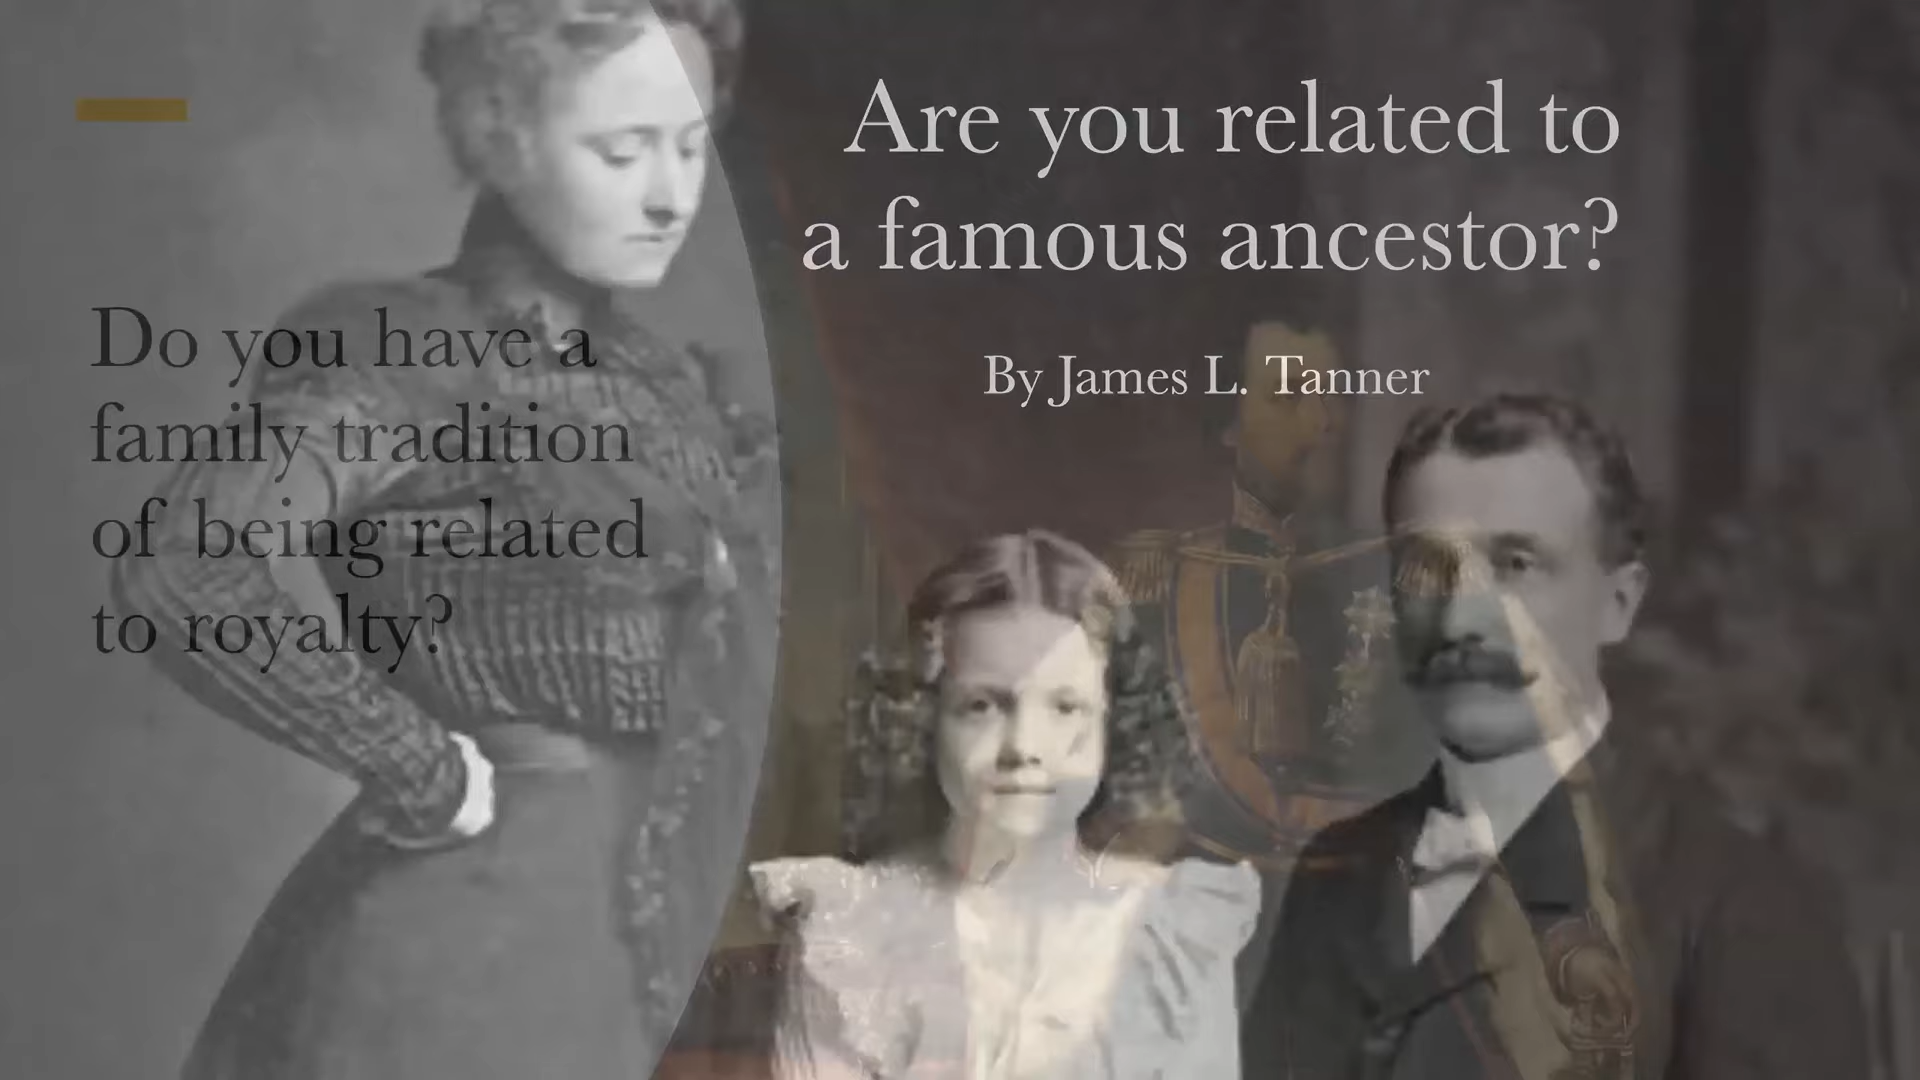 Are you related to
a famous ancestor?
By James L. Tanner
Do you have a
family tradition
of being related
to royalty?